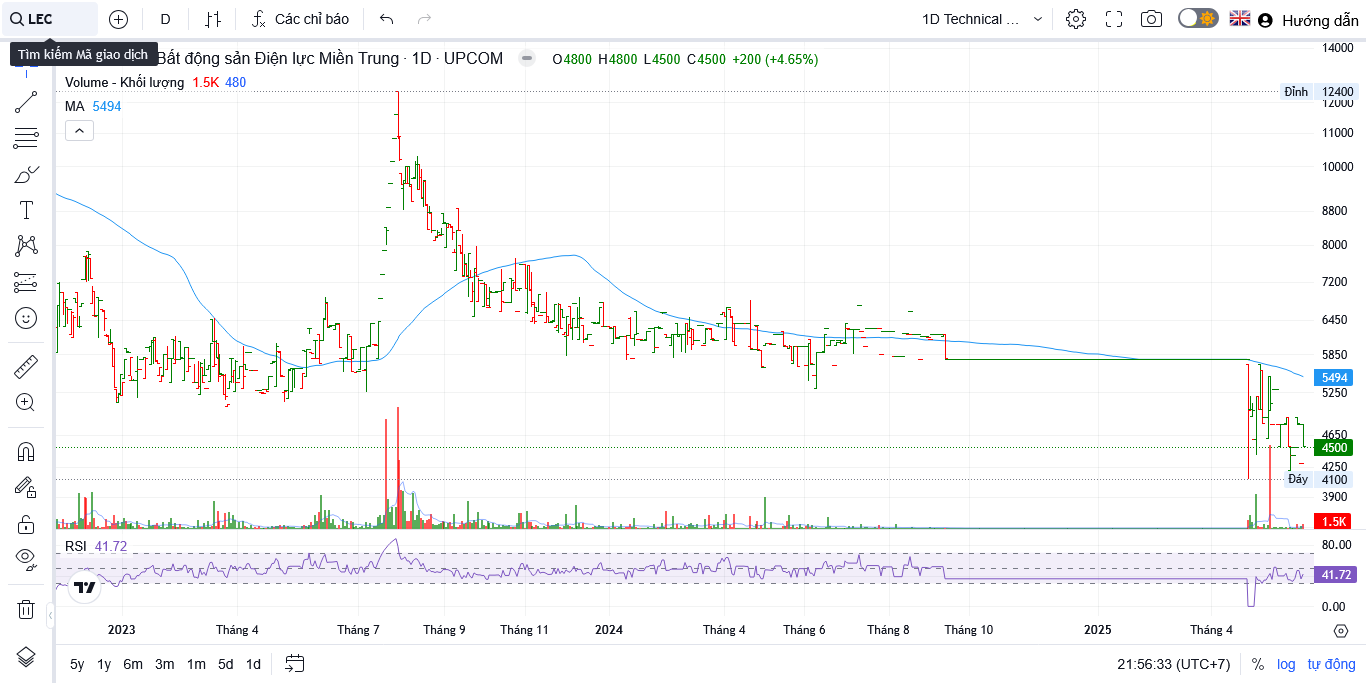 LEC
D
Các chỉ báo
1D Technical ...
Hướng dẫn
Tìm kiếm Mã giao dịch
Bất động sản Điện lực Miền Trung · 1D · UPCOM
O4800 H4800 L4500 C4500 +200 (+4.65%)
Volume - Khối lượng 1.5K 480
MA 5494
14000
Đỉnh 12400
12000
11000
10000
8800
8000
7200
6450
5850
5494
5250
4650
4500
4250
Đáy 4100
3900
1.5K
RSI 41.72
80.00
41.72
0.00
2023 Tháng 4 Tháng 7 Tháng 9 Tháng 11 2024 Tháng 4 Tháng 6 Tháng 8 Tháng 10 2025 Tháng 4
5y 1y 6m 3m 1m 5d 1d
21:56:33 (UTC+7) % log tự động